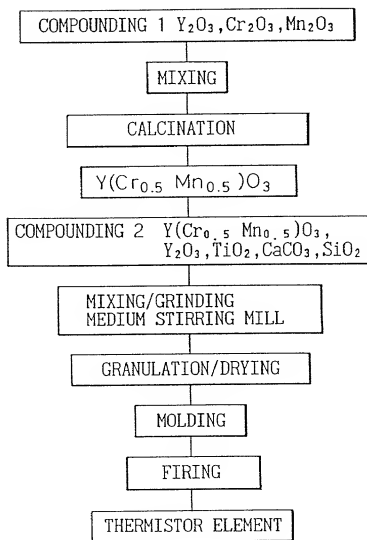 COMPOUNDING 1 Y₂O₃,Cr₂O₃,Mn₂O₃
MIXING
CALCINATION
Y(Cr₀.₅ Mn₀.₅)O₃
COMPOUNDING 2 Y(Cr₀.₅ Mn₀.₅)O₃,
Y₂O₃,TiO₂,CaCO₃,SiO₂
MIXING/GRINDING
MEDIUM STIRRING MILL
GRANULATION/DRYING
MOLDING
FIRING
THERMISTOR ELEMENT